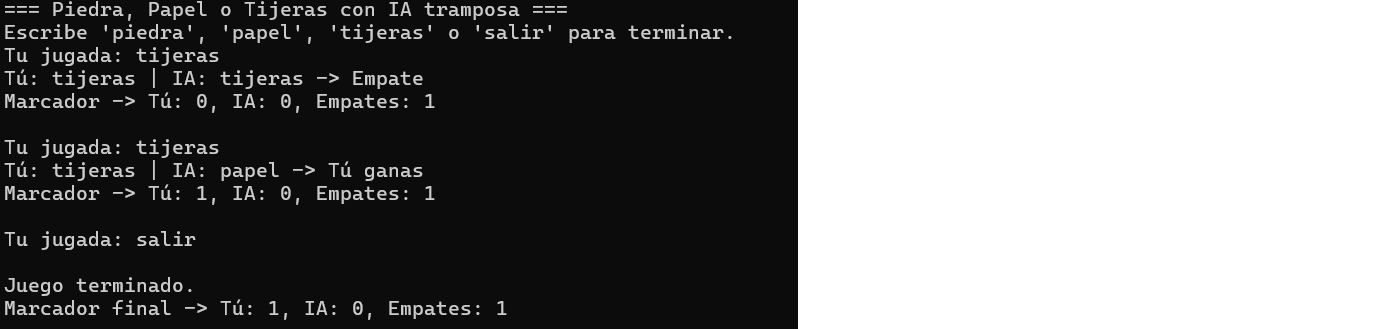 === Piedra, Papel o Tijeras con IA tramposa ===
Escribe 'piedra', 'papel', 'tijeras' o 'salir' para terminar.
Tu jugada: tijeras
Tú: tijeras | IA: tijeras -> Empate
Marcador -> Tú: 0, IA: 0, Empates: 1

Tu jugada: tijeras
Tú: tijeras | IA: papel -> Tú ganas
Marcador -> Tú: 1, IA: 0, Empates: 1

Tu jugada: salir

Juego terminado.
Marcador final -> Tú: 1, IA: 0, Empates: 1